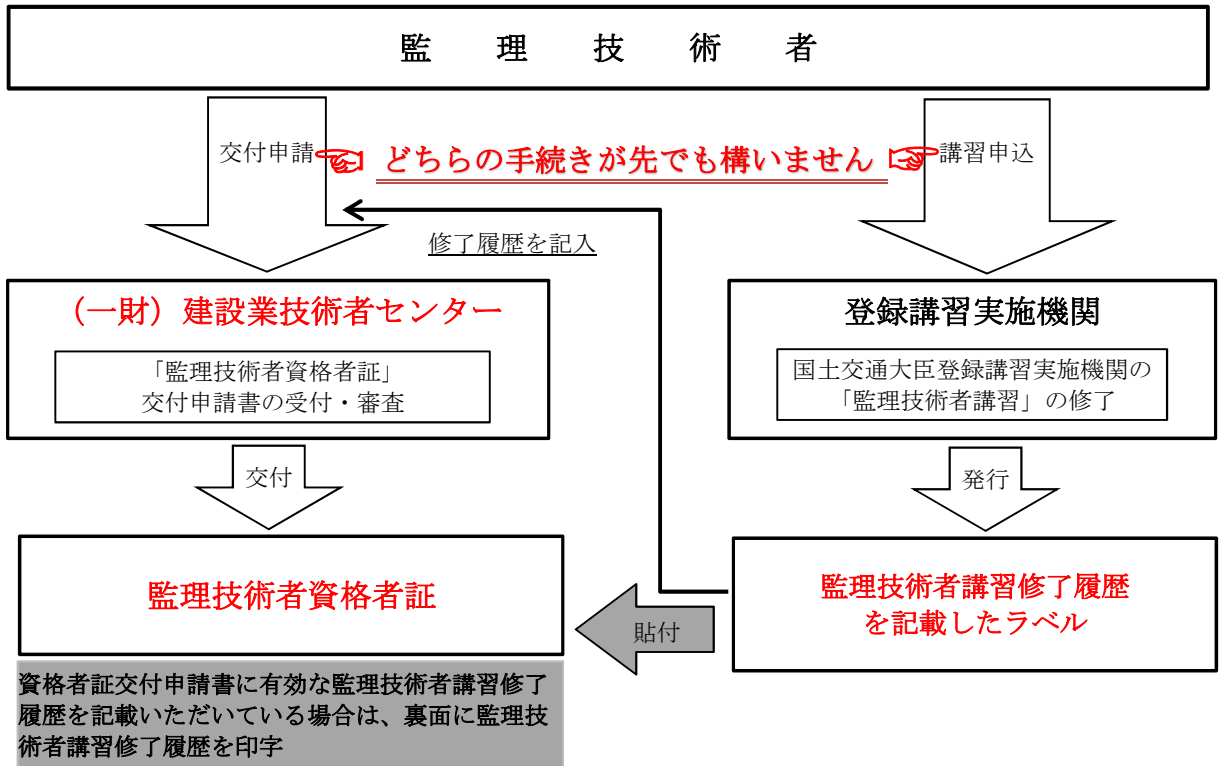 監理技術者
交付申請
どちらの手続きが先でも構いません
講習申込
修了履歴を記入
（一財）建設業技術者センター
「監理技術者資格者証」
交付申請書の受付・審査
登録講習実施機関
国土交通大臣登録講習実施機関の
「監理技術者講習」の修了
交付
発行
監理技術者資格者証
監理技術者講習修了履歴
を記載したラベル
貼付
資格者証交付申請書に有効な監理技術者講習修了
履歴を記載いただいている場合は、裏面に監理技
術者講習修了履歴を印字